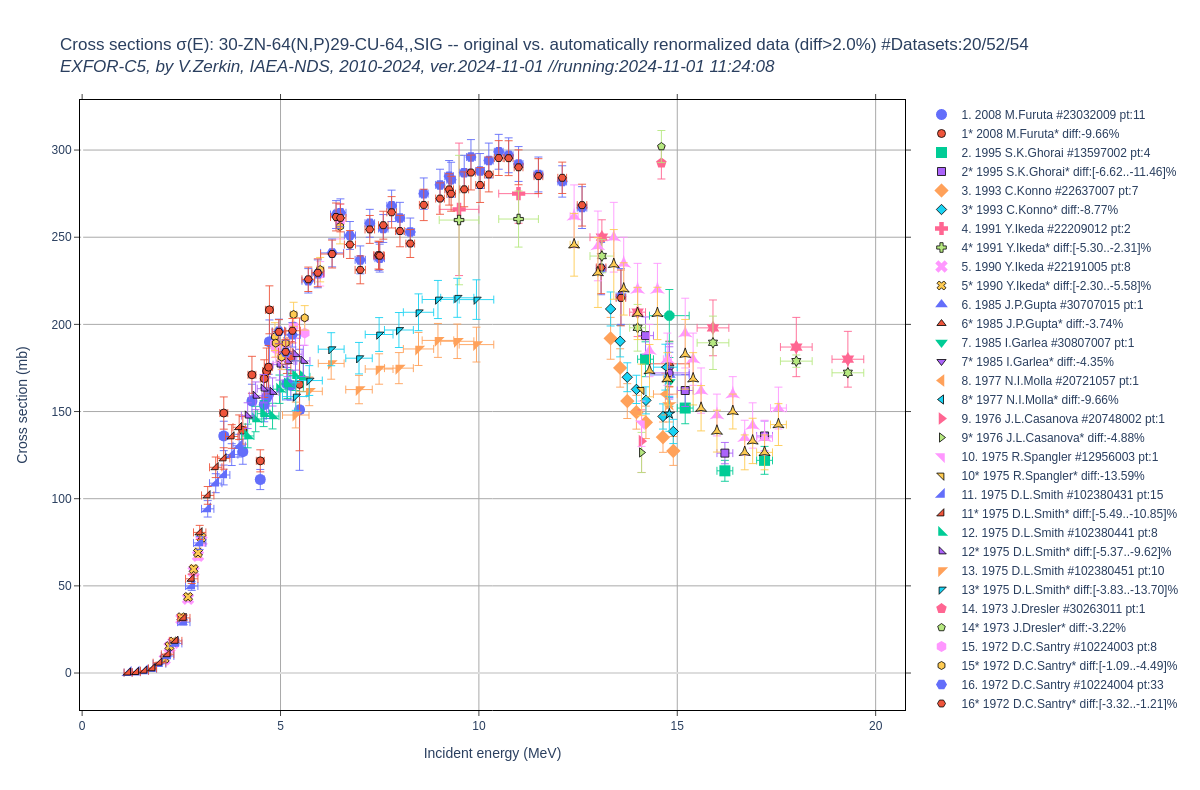 Cross sections σ(E): 30-ZN-64(N,P)29-CU-64,,SIG -- original vs. automatically renormalized data (diff>2.0%) #Datasets:20/52/54
EXFOR-C5, by V.Zerkin, IAEA-NDS, 2010-2024, ver.2024-11-01 //running:2024-11-01 11:24:08
Cross section (mb)
300
250
200
150
100
50
0
0
5
10
15
20
Incident energy (MeV)
1. 2008 M.Furuta #23032009 pt:11
1* 2008 M.Furuta* diff:-9.66%
2. 1995 S.K.Ghorai #13597002 pt:4
2* 1995 S.K.Ghorai* diff:[-6.62..-11.46]%
3. 1993 C.Konno #22637007 pt:7
3* 1993 C.Konno* diff:-8.77%
4. 1991 Y.Ikeda #22209012 pt:2
4* 1991 Y.Ikeda* diff:[-5.30..-2.31]%
5. 1990 Y.Ikeda #22191005 pt:8
5* 1990 Y.Ikeda* diff:[-2.30..-5.58]%
6. 1985 J.P.Gupta #30707015 pt:1
6* 1985 J.P.Gupta* diff:-3.74%
7. 1985 I.Garlea #30807007 pt:1
7* 1985 I.Garlea* diff:-4.35%
8. 1977 N.I.Molla #20721057 pt:1
8* 1977 N.I.Molla* diff:-9.66%
9. 1976 J.L.Casanova #20748002 pt:1
9* 1976 J.L.Casanova* diff:-4.88%
10. 1975 R.Spangler #12956003 pt:1
10* 1975 R.Spangler* diff:-13.59%
11. 1975 D.L.Smith #102380431 pt:15
11* 1975 D.L.Smith* diff:[-5.49..-10.85]%
12. 1975 D.L.Smith #102380441 pt:8
12* 1975 D.L.Smith* diff:[-5.37..-9.62]%
13. 1975 D.L.Smith #102380451 pt:10
13* 1975 D.L.Smith* diff:[-3.83..-13.70]%
14. 1973 J.Dresler #30263011 pt:1
14* 1973 J.Dresler* diff:-3.22%
15. 1972 D.C.Santry #10224003 pt:8
15* 1972 D.C.Santry* diff:[-1.09..-4.49]%
16. 1972 D.C.Santry #10224004 pt:33
16* 1972 D.C.Santry* diff:[-3.32..-1.21]%